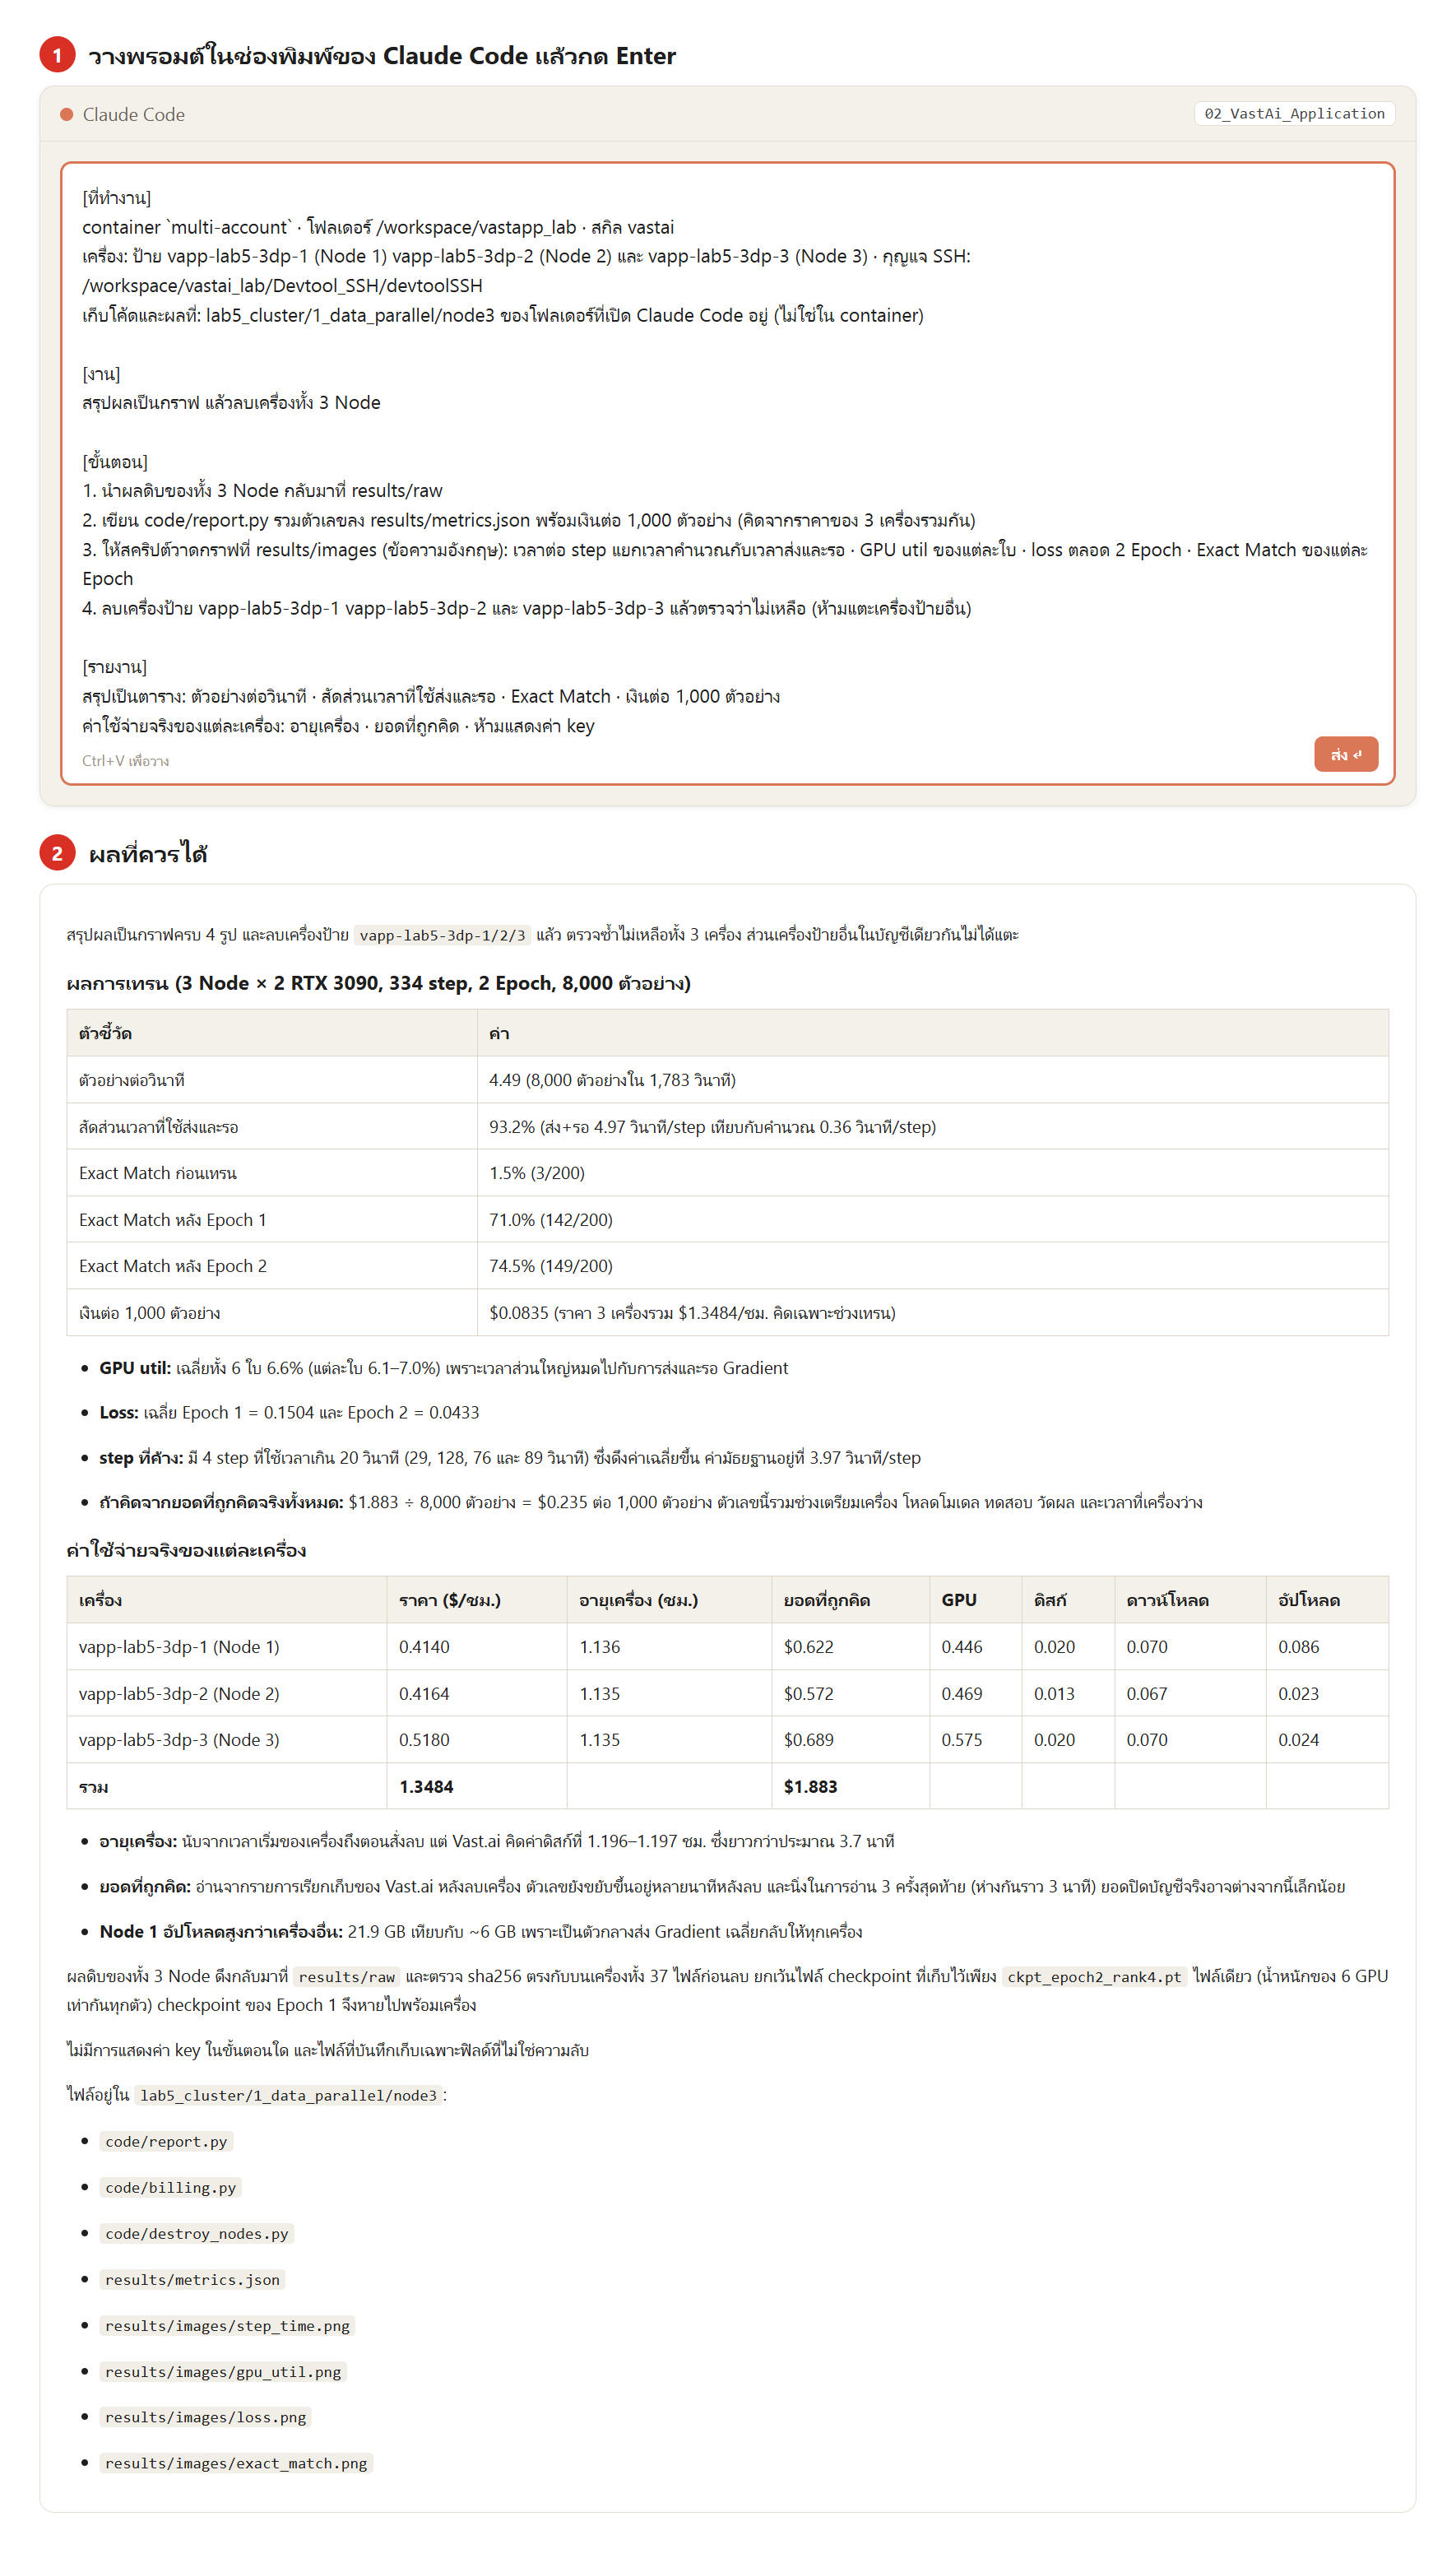 1 วางพรอมต์ในช่องพิมพ์ของ Claude Code แล้วกด Enter
Claude Code
02_VastAi_Application
[ที่ทำงาน]
container `multi-account` · โฟลเดอร์ /workspace/vastapp_lab · สกิล vastai
เครื่อง: ป้าย vapp-lab5-3dp-1 (Node 1) vapp-lab5-3dp-2 (Node 2) และ vapp-lab5-3dp-3 (Node 3) · กุญแจ SSH:
/workspace/vastai_lab/Devtool_SSH/devtoolSSH
เก็บโค้ดและผลที่: lab5_cluster/1_data_parallel/node3 ของโฟลเดอร์ที่เปิด Claude Code อยู่ (ไม่ใช่ใน container)
[งาน]
สรุปผลเป็นกราฟ แล้วลบเครื่องทั้ง 3 Node
[ขั้นตอน]
1. นำผลดิบของทั้ง 3 Node กลับมาที่ results/raw
2. เขียน code/report.py รวมตัวเลขลง results/metrics.json พร้อมเงินต่อ 1,000 ตัวอย่าง (คิดจากราคาของ 3 เครื่องรวมกัน)
3. ให้สคริปต์วาดกราฟที่ results/images (ข้อความอังกฤษ): เวลาต่อ step แยกเวลาคำนวณกับเวลาส่งและรอ · GPU util ของแต่ละใบ · loss ตลอด 2 Epoch · Exact Match ของแต่ละ
Epoch
4. ลบเครื่องป้าย vapp-lab5-3dp-1 vapp-lab5-3dp-2 และ vapp-lab5-3dp-3 แล้วตรวจว่าไม่เหลือ (ห้ามแตะเครื่องป้ายอื่น)
[รายงาน]
สรุปเป็นตาราง: ตัวอย่างต่อวินาที · สัดส่วนเวลาที่ใช้ส่งและรอ · Exact Match · เงินต่อ 1,000 ตัวอย่าง
ค่าใช้จ่ายจริงของแต่ละเครื่อง: อายุเครื่อง · ยอดที่ถูกคิด · ห้ามแสดงค่า key
Ctrl+V เพื่อวาง
ส่ง ↵
2 ผลที่ควรได้
สรุปผลเป็นกราฟครบ 4 รูป และลบเครื่องป้าย vapp-lab5-3dp-1/2/3 แล้ว ตรวจซ้ำไม่เหลือทั้ง 3 เครื่อง ส่วนเครื่องป้ายอื่นในบัญชีเดียวกันไม่ได้แตะ
ผลการเทรน (3 Node × 2 RTX 3090, 334 step, 2 Epoch, 8,000 ตัวอย่าง)
ตัวชี้วัด ค่า
ตัวอย่างต่อวินาที 4.49 (8,000 ตัวอย่างใน 1,783 วินาที)
สัดส่วนเวลาที่ใช้ส่งและรอ 93.2% (ส่ง+รอ 4.97 วินาที/step เทียบกับคำนวณ 0.36 วินาที/step)
Exact Match ก่อนเทรน 1.5% (3/200)
Exact Match หลัง Epoch 1 71.0% (142/200)
Exact Match หลัง Epoch 2 74.5% (149/200)
เงินต่อ 1,000 ตัวอย่าง $0.0835 (ราคา 3 เครื่องรวม $1.3484/ชม. คิดเฉพาะช่วงเทรน)
• GPU util: เฉลี่ยทั้ง 6 ใบ 6.6% (แต่ละใบ 6.1–7.0%) เพราะเวลาส่วนใหญ่หมดไปกับการส่งและรอ Gradient
• Loss: เฉลี่ย Epoch 1 = 0.1504 และ Epoch 2 = 0.0433
• step ที่ค้าง: มี 4 step ที่ใช้เวลาเกิน 20 วินาที (29, 128, 76 และ 89 วินาที) ซึ่งดึงค่าเฉลี่ยขึ้น ค่ามัธยฐานอยู่ที่ 3.97 วินาที/step
• ถ้าคิดจากยอดที่ถูกคิดจริงทั้งหมด: $1.883 ÷ 8,000 ตัวอย่าง = $0.235 ต่อ 1,000 ตัวอย่าง ตัวเลขนี้รวมช่วงเตรียมเครื่อง โหลดโมเดล ทดสอบ วัดผล และเวลาที่เครื่องว่าง
ค่าใช้จ่ายจริงของแต่ละเครื่อง
เครื่อง ราคา ($/ชม.) อายุเครื่อง (ชม.) ยอดที่ถูกคิด GPU ดิสก์ ดาวน์โหลด อัปโหลด
vapp-lab5-3dp-1 (Node 1) 0.4140 1.136 $0.622 0.446 0.020 0.070 0.086
vapp-lab5-3dp-2 (Node 2) 0.4164 1.135 $0.572 0.469 0.013 0.067 0.023
vapp-lab5-3dp-3 (Node 3) 0.5180 1.135 $0.689 0.575 0.020 0.070 0.024
รวม 1.3484 $1.883
• อายุเครื่อง: นับจากเวลาเริ่มของเครื่องถึงตอนสั่งลบ แต่ Vast.ai คิดค่าดิสก์ที่ 1.196–1.197 ชม. ซึ่งยาวกว่าประมาณ 3.7 นาที
• ยอดที่ถูกคิด: อ่านจากรายการเรียกเก็บของ Vast.ai หลังลบเครื่อง ตัวเลขยังขยับขึ้นอยู่หลายนาทีหลังลบ และนิ่งในการอ่าน 3 ครั้งสุดท้าย (ห่างกันราว 3 นาที) ยอดปิดบัญชีจริงอาจต่างจากนี้เล็กน้อย
• Node 1 อัปโหลดสูงกว่าเครื่องอื่น: 21.9 GB เทียบกับ ~6 GB เพราะเป็นตัวกลางส่ง Gradient เฉลี่ยกลับให้ทุกเครื่อง
ผลดิบของทั้ง 3 Node ดึงกลับมาที่ results/raw และตรวจ sha256 ตรงกับบนเครื่องทั้ง 37 ไฟล์ก่อนลบ ยกเว้นไฟล์ checkpoint ที่เก็บไว้เพียง ckpt_epoch2_rank4.pt ไฟล์เดียว (น้ำหนักของ 6 GPU
เท่ากันทุกตัว) checkpoint ของ Epoch 1 จึงหายไปพร้อมเครื่อง
ไม่มีการแสดงค่า key ในขั้นตอนใด และไฟล์ที่บันทึกเก็บเฉพาะฟิลด์ที่ไม่ใช่ความลับ
ไฟล์อยู่ใน lab5_cluster/1_data_parallel/node3:
• code/report.py
• code/billing.py
• code/destroy_nodes.py
• results/metrics.json
• results/images/step_time.png
• results/images/gpu_util.png
• results/images/loss.png
• results/images/exact_match.png